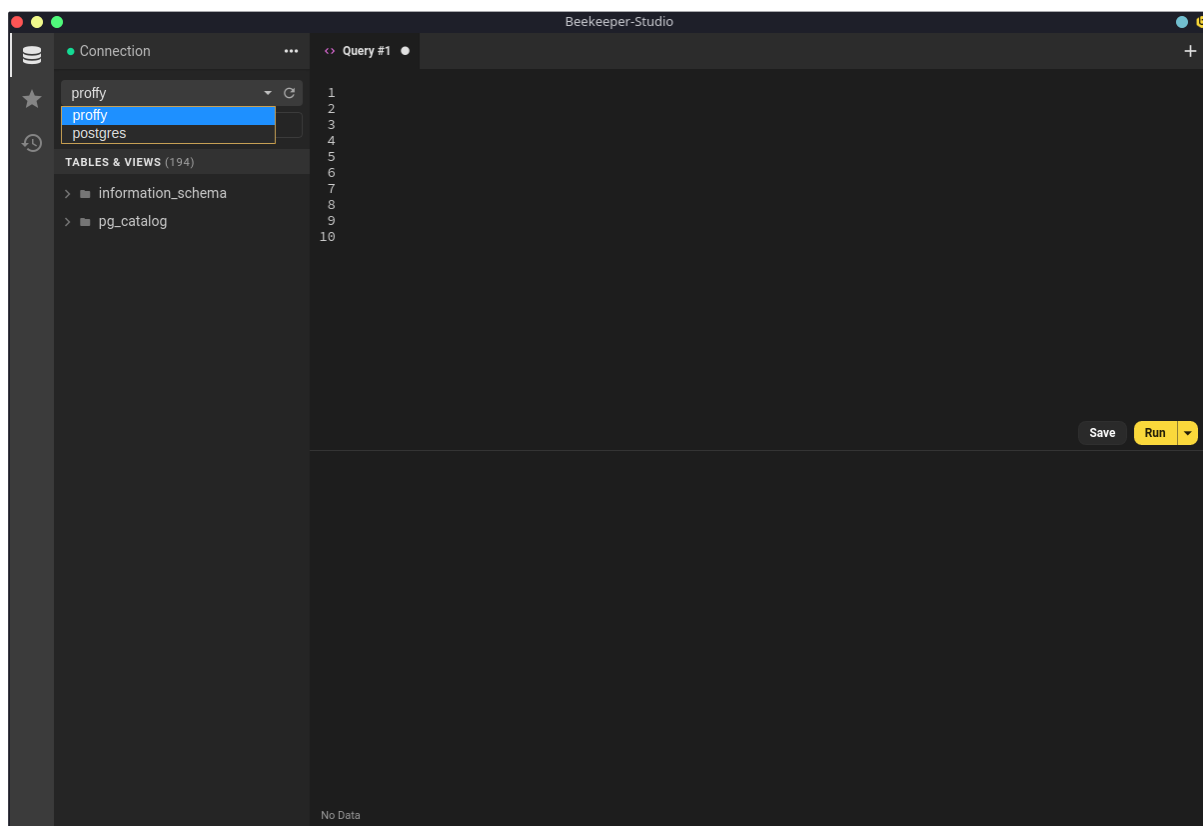 Beekeeper-Studio
Connection
Query #1
proffy
proffy
postgres
TABLES & VIEWS (194)
information_schema
pg_catalog
1
2
3
4
5
6
7
8
9
10
Save
Run
No Data